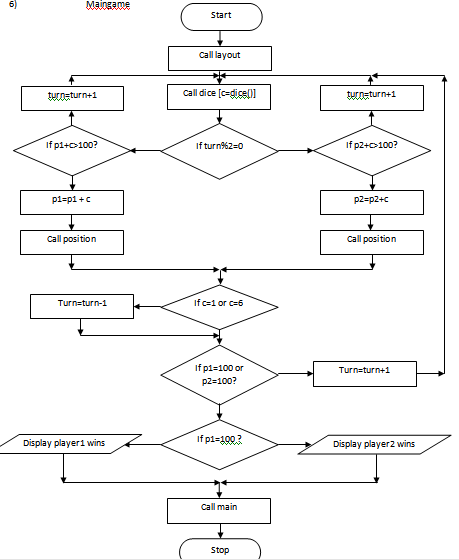 6) Maingame
Start
Call layout
turn=turn+1
Call dice [c=dice()]
turn=turn+1
If p1+c>100?
If turn%2=0
If p2+c>100?
p1=p1 + c
p2=p2+c
Call position
Call position
Turn=turn-1
If c=1 or c=6
If p1=100 or
p2=100?
Turn=turn+1
Display player1 wins
If p1=100 ?
Display player2 wins
Call main
Stop